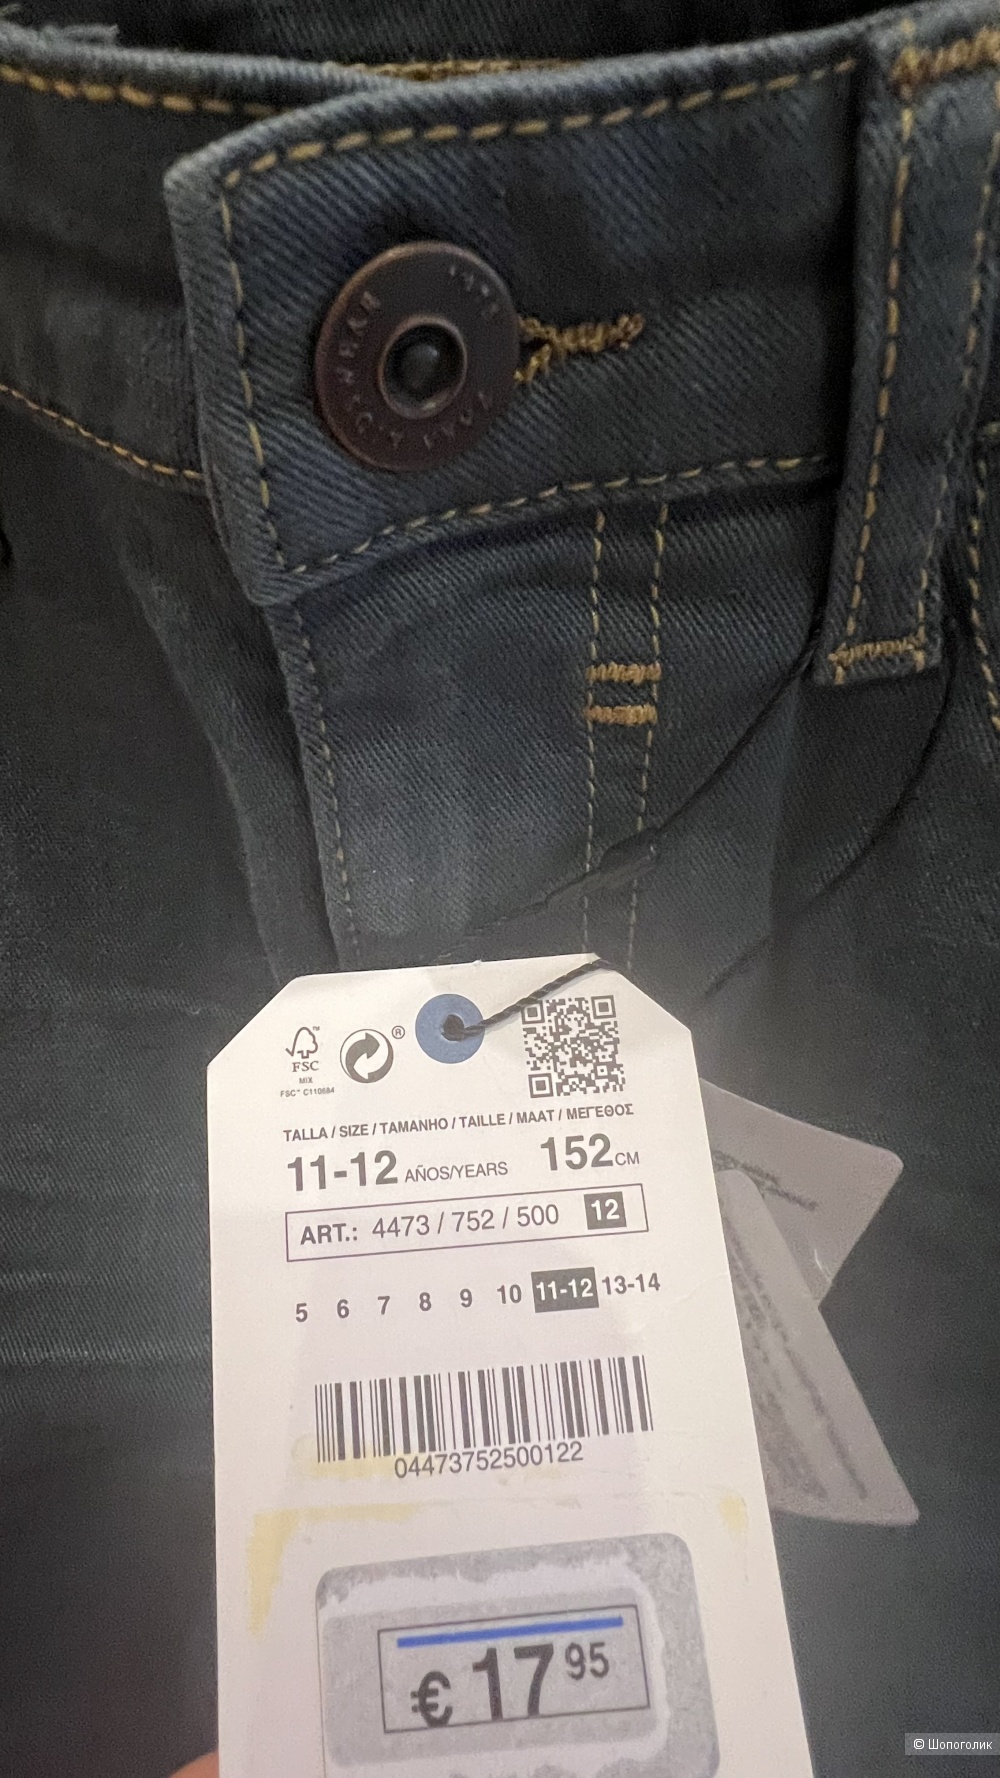 FSC
MIX
FSC® C110684
TALLA / SIZE / TAMANHO / TAILLE / MAAT / ΜΕΓΕΘΟΣ
11-12 AÑOS/YEARS 152 CM
ART.: 4473 / 752 / 500 12
5 6 7 8 9 10 11-12 13-14
04473752500122
€ 17 95
© Шопоголик